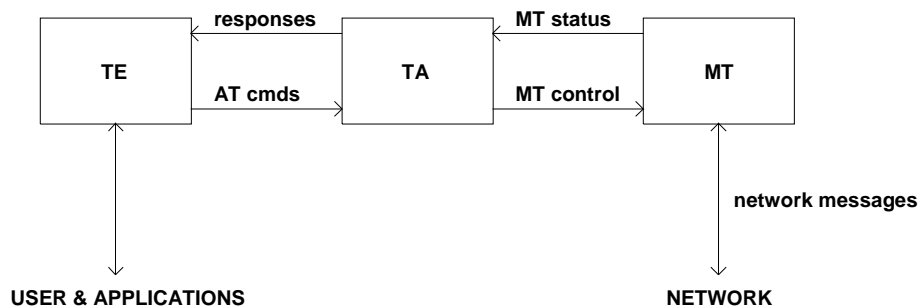 responses
MT status
TE
TA
MT
AT cmds
MT control
network messages
USER & APPLICATIONS
NETWORK